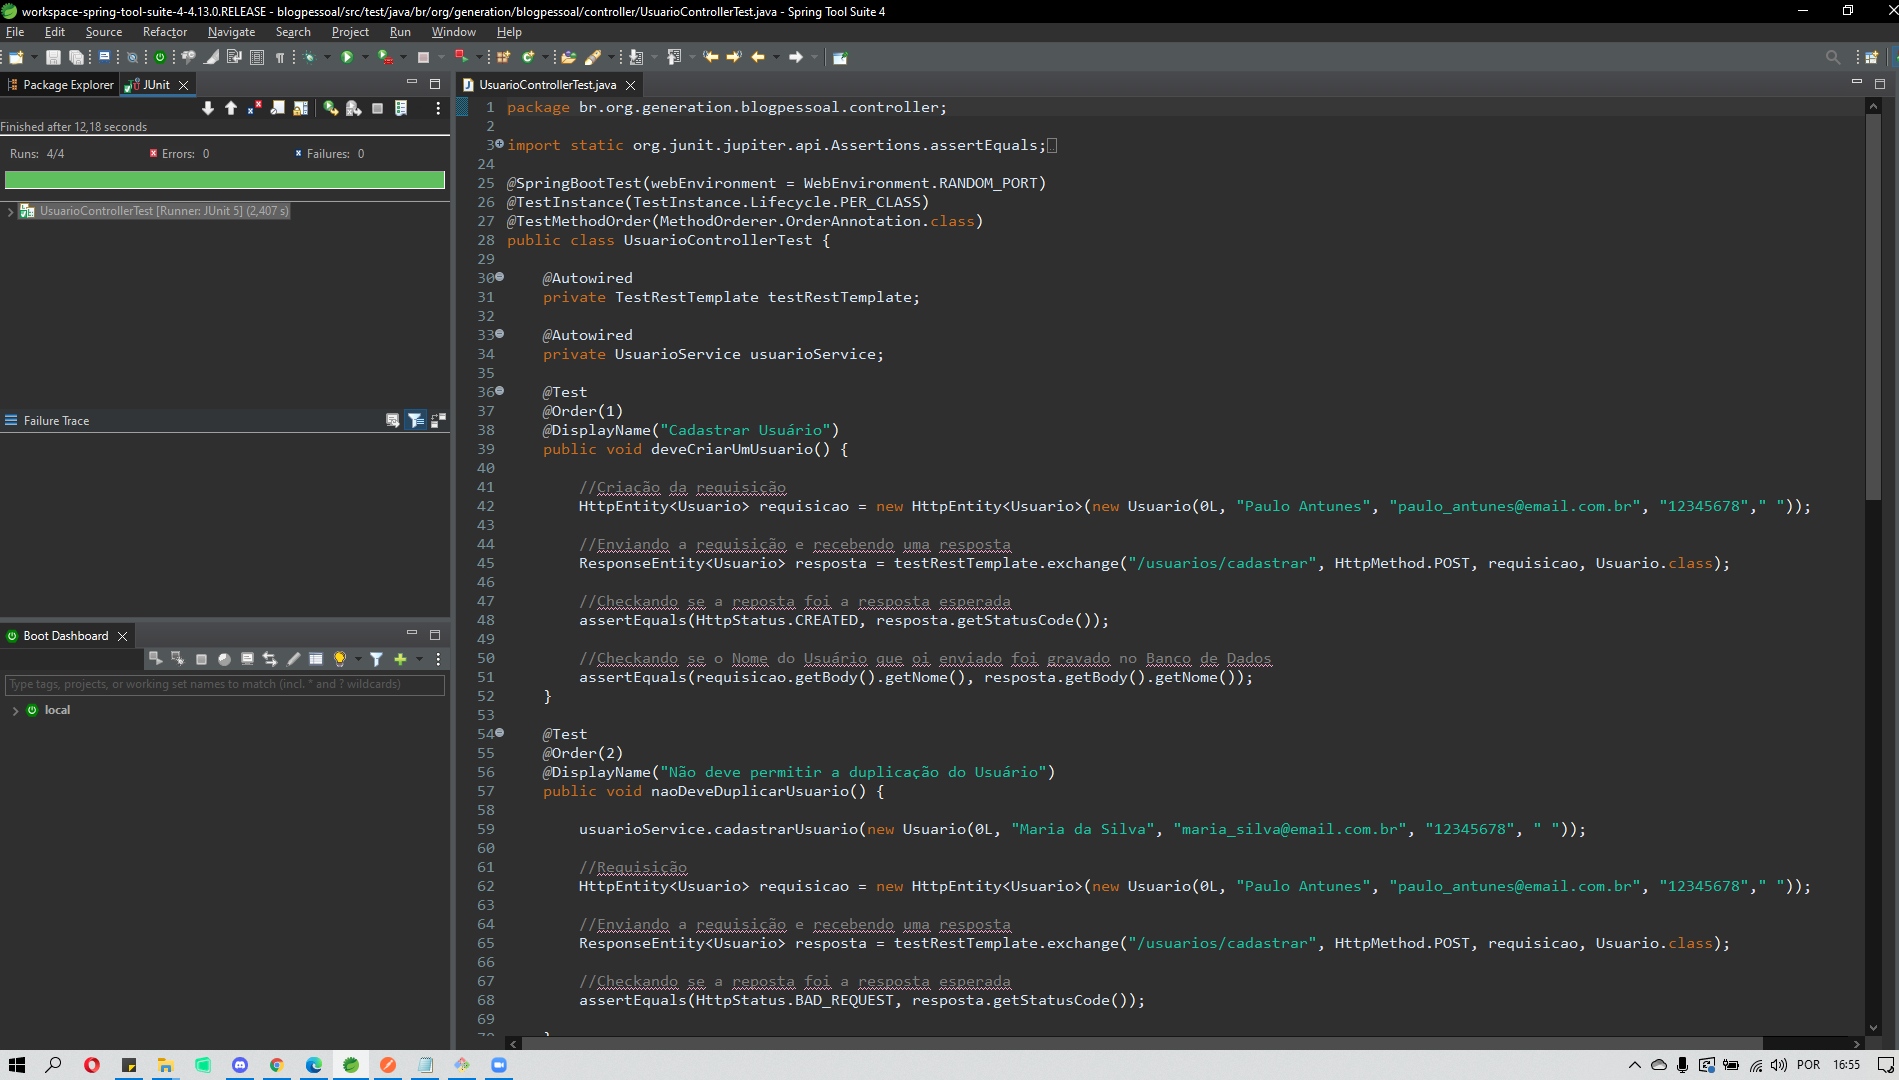 workspace-spring-tool-suite-4-4.13.0.RELEASE - blogpessoal/src/test/java/br/org/generation/blogpessoal/controller/UsuarioControllerTest.java - Spring Tool Suite 4
File Edit Source Refactor Navigate Search Project Run Window Help
Package Explorer JUnit
Finished after 12,18 seconds
Runs: 4/4 Errors: 0 Failures: 0
UsuarioControllerTest [Runner: JUnit 5] (2,407 s)
Failure Trace
Boot Dashboard
Type tags, projects, or working set names to match (incl. * and ? wildcards)
local
UsuarioControllerTest.java
1 package br.org.generation.blogpessoal.controller;
2
3 import static org.junit.jupiter.api.Assertions.assertEquals;
24
25 @SpringBootTest(webEnvironment = WebEnvironment.RANDOM_PORT)
26 @TestInstance(TestInstance.Lifecycle.PER_CLASS)
27 @TestMethodOrder(MethodOrderer.OrderAnnotation.class)
28 public class UsuarioControllerTest {
29
30 @Autowired
31 private TestRestTemplate testRestTemplate;
32
33 @Autowired
34 private UsuarioService usuarioService;
35
36 @Test
37 @Order(1)
38 @DisplayName("Cadastrar Usuário")
39 public void deveCriarUmUsuario() {
40
41 //Criação da requisição
42 HttpEntity<Usuario> requisicao = new HttpEntity<Usuario>(new Usuario(0L, "Paulo Antunes", "paulo_antunes@email.com.br", "12345678"," "));
43
44 //Enviando a requisição e recebendo uma resposta
45 ResponseEntity<Usuario> resposta = testRestTemplate.exchange("/usuarios/cadastrar", HttpMethod.POST, requisicao, Usuario.class);
46
47 //Checkando se a reposta foi a resposta esperada
48 assertEquals(HttpStatus.CREATED, resposta.getStatusCode());
49
50 //Checkando se o Nome do Usuário que oi enviado foi gravado no Banco de Dados
51 assertEquals(requisicao.getBody().getNome(), resposta.getBody().getNome());
52 }
53
54 @Test
55 @Order(2)
56 @DisplayName("Não deve permitir a duplicação do Usuário")
57 public void naoDeveDuplicarUsuario() {
58
59 usuarioService.cadastrarUsuario(new Usuario(0L, "Maria da Silva", "maria_silva@email.com.br", "12345678", " "));
60
61 //Requisição
62 HttpEntity<Usuario> requisicao = new HttpEntity<Usuario>(new Usuario(0L, "Paulo Antunes", "paulo_antunes@email.com.br", "12345678"," "));
63
64 //Enviando a requisição e recebendo uma resposta
65 ResponseEntity<Usuario> resposta = testRestTemplate.exchange("/usuarios/cadastrar", HttpMethod.POST, requisicao, Usuario.class);
66
67 //Checkando se a reposta foi a resposta esperada
68 assertEquals(HttpStatus.BAD_REQUEST, resposta.getStatusCode());
69
POR 16:55